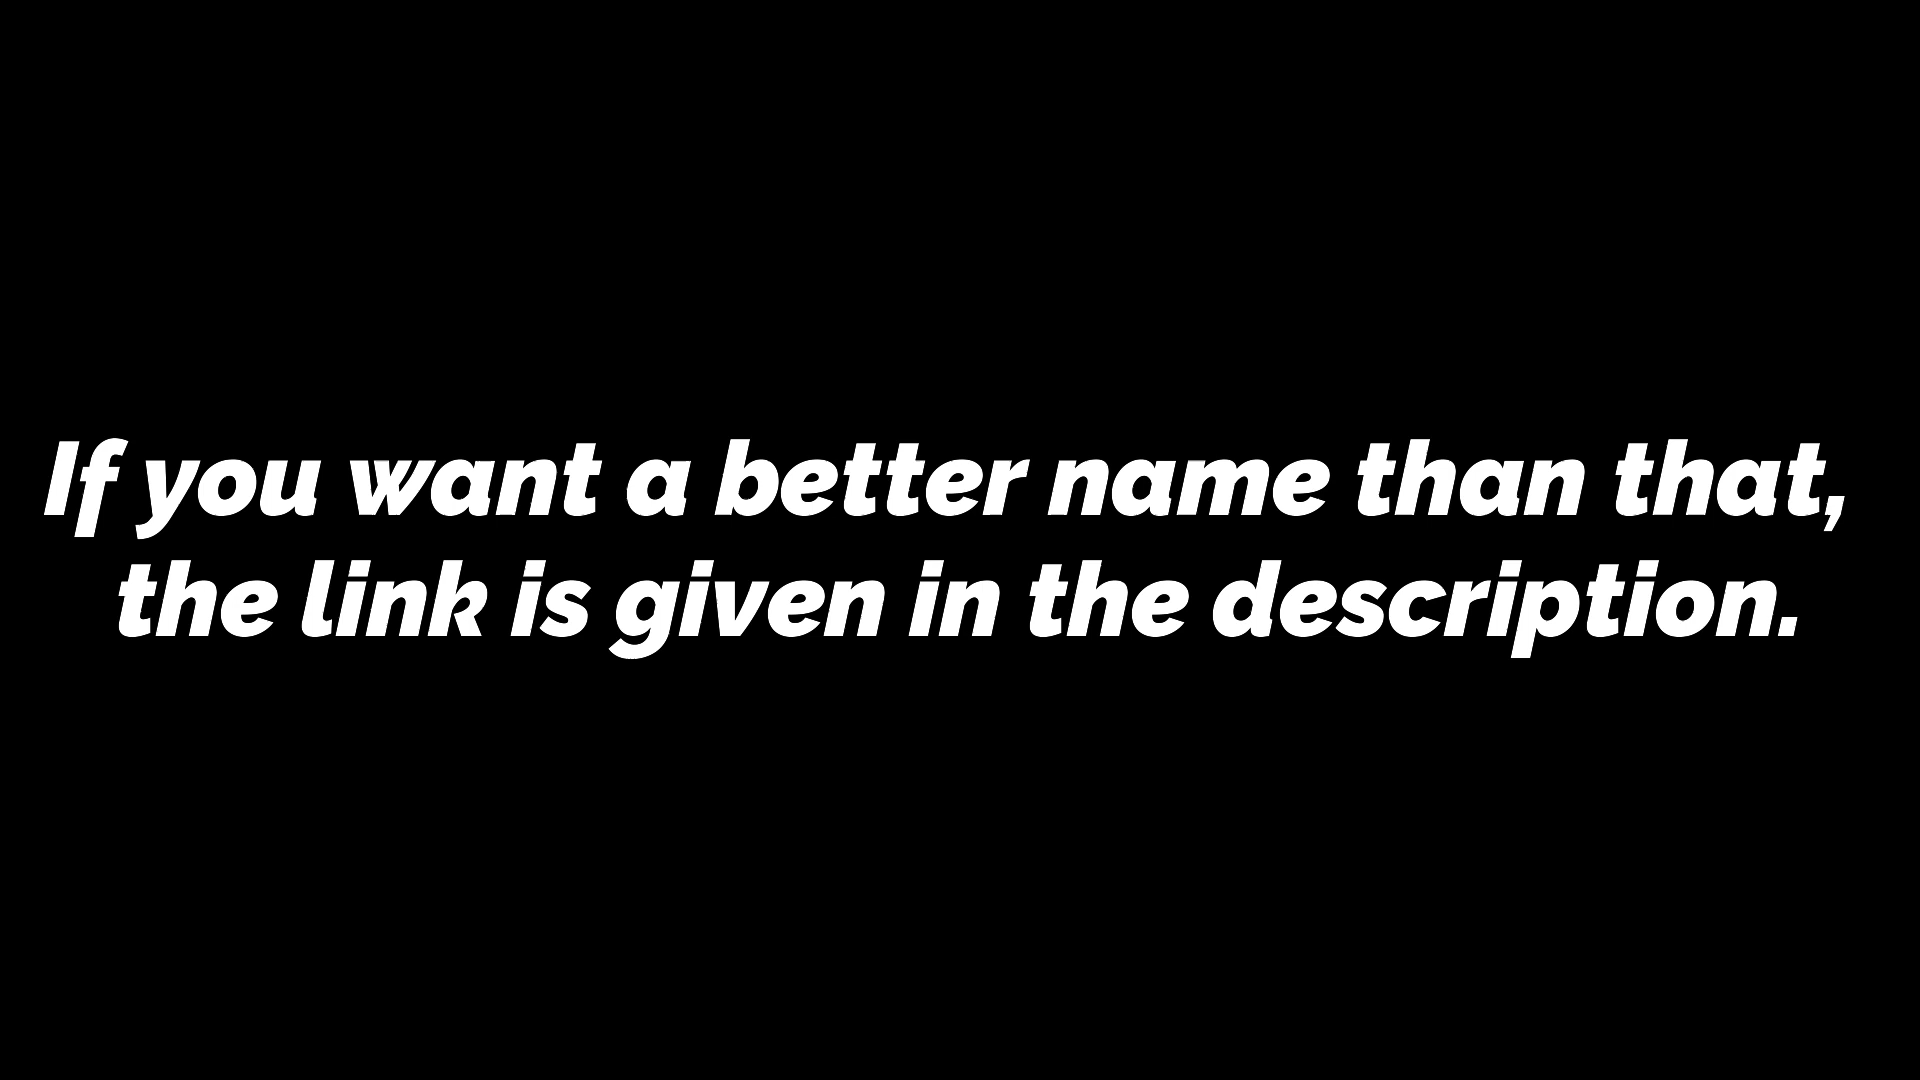 If you want a better name than that,
the link is given in the description.